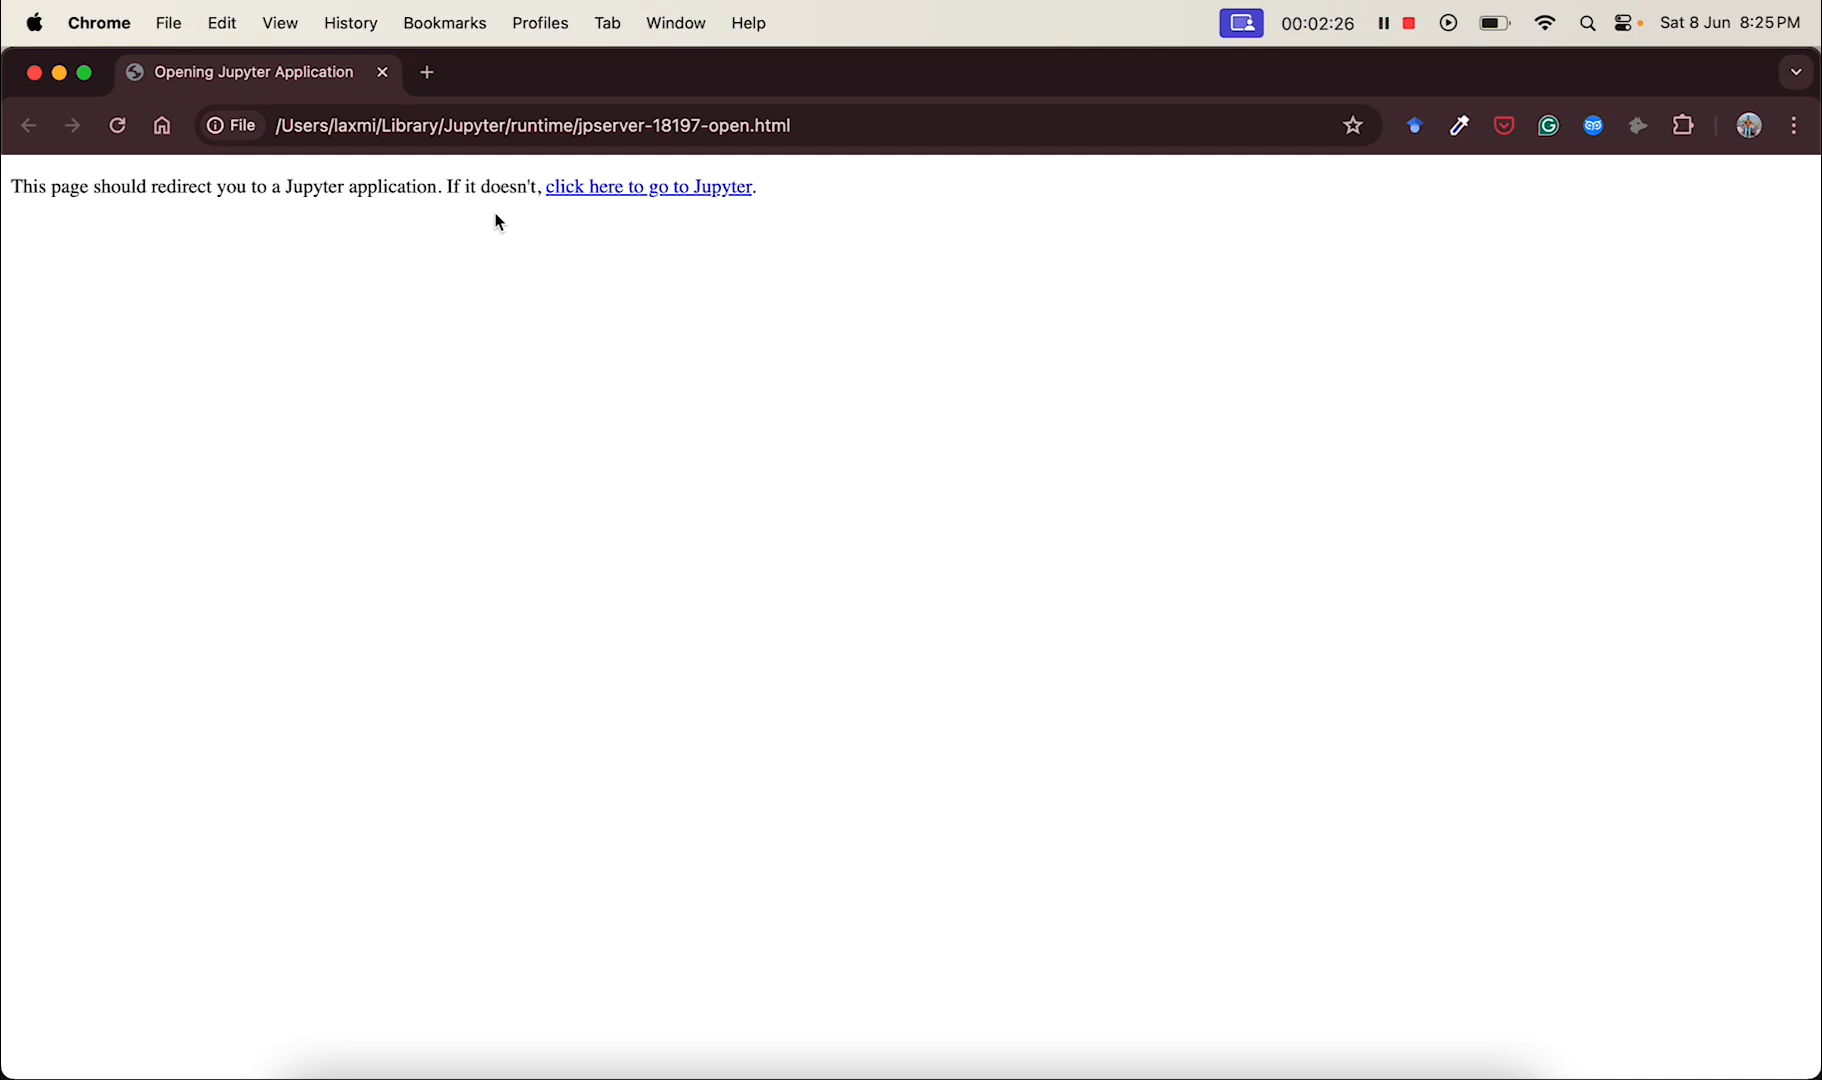 Chrome File Edit View History Bookmarks Profiles Tab Window Help 00:02:26 Sat 8 Jun 8:25 PM
Opening Jupyter Application
File /Users/laxmi/Library/Jupyter/runtime/jpserver-18197-open.html
This page should redirect you to a Jupyter application. If it doesn't, click here to go to Jupyter.